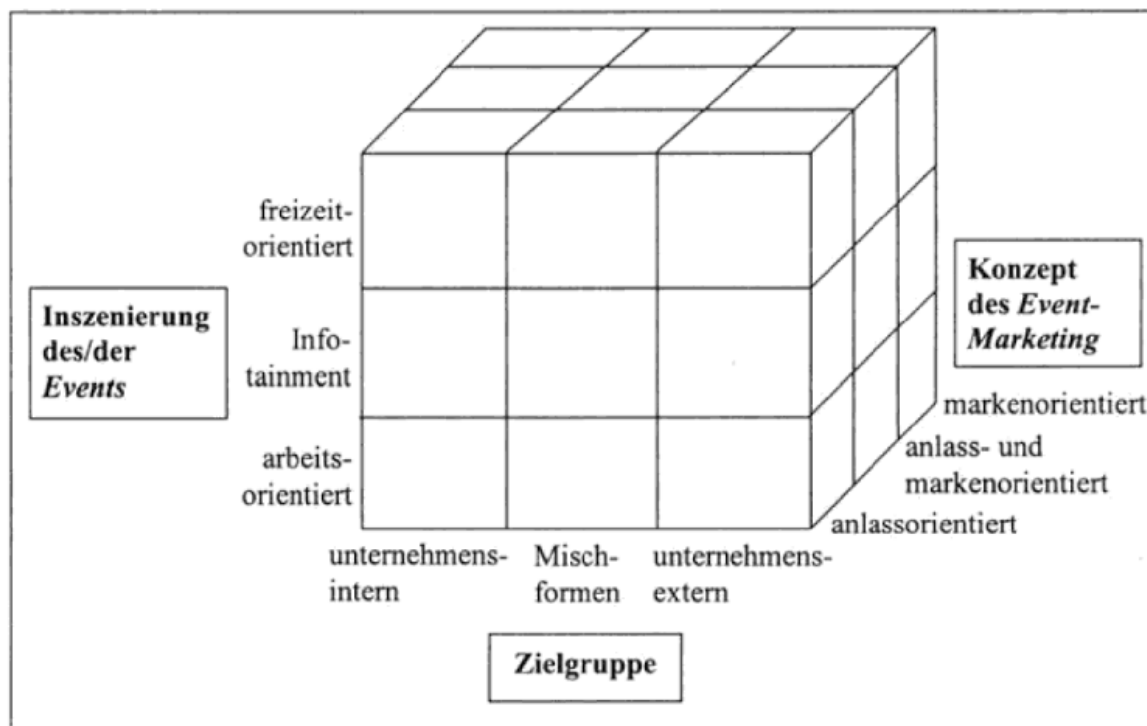 freizeit-
orientiert
Inszenierung
des/der
Events
Info-
tainment
arbeits-
orientiert
Konzept
des Event-
Marketing
markenorientiert
anlass- und
markenorientiert
anlassorientiert
unternehmens-
intern
Misch-
formen
unternehmens-
extern
Zielgruppe